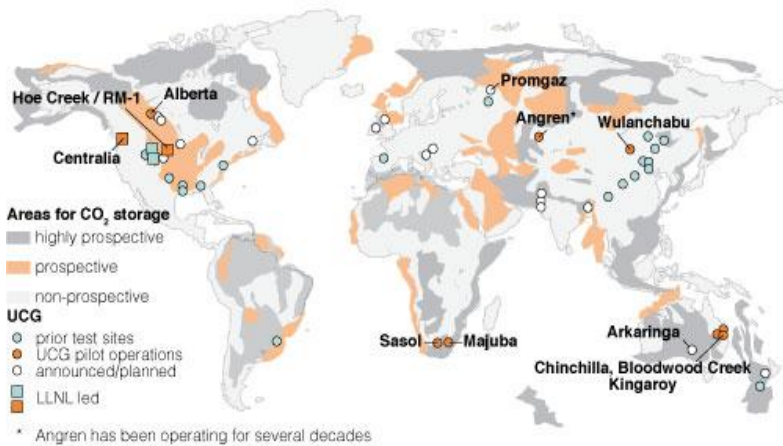 Promgaz
Hoe Creek / RM-1
Alberta
Angren*
Wulanchabu
Centralia
Areas for CO₂ storage
highly prospective
prospective
non-prospective
UCG
prior test sites
UCG pilot operations
announced/planned
LLNL led
Sasol
Majuba
Arkaringa
Chinchilla, Bloodwood Creek
Kingaroy
* Angren has been operating for several decades